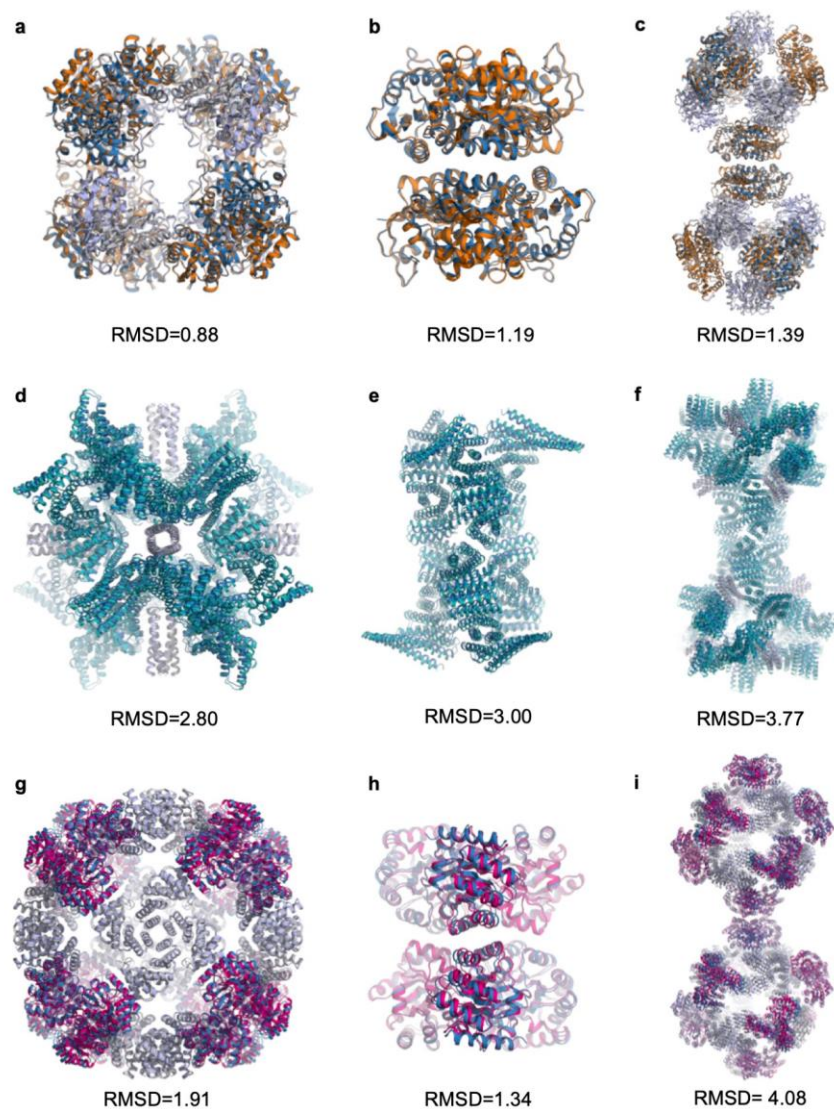 a
b
c
RMSD=0.88
RMSD=1.19
RMSD=1.39
d
e
f
RMSD=2.80
RMSD=3.00
RMSD=3.77
g
h
i
RMSD=1.91
RMSD=1.34
RMSD= 4.08